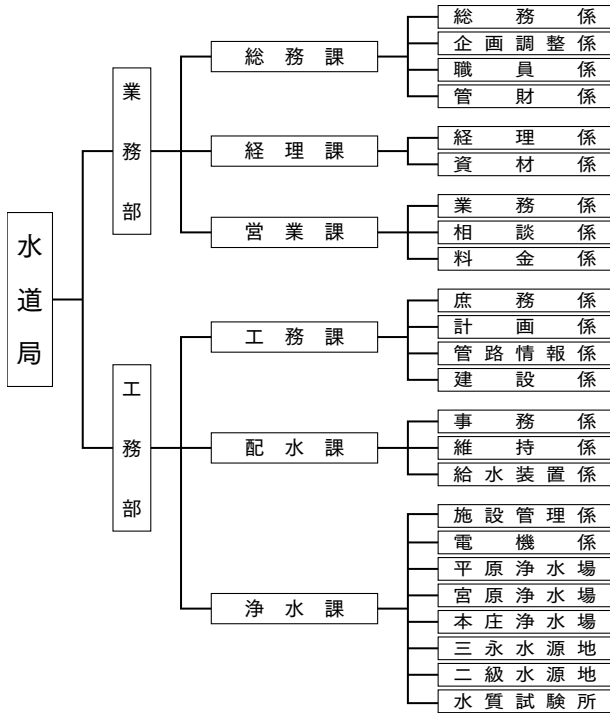 水道局
業務部
総務課
総務係
企画調整係
職員係
管財係
経理課
経理係
資材係
営業課
業務係
相談係
料金係
工務部
工務課
庶務係
計画係
管路情報係
建設係
配水課
事務係
維持係
給水装置係
浄水課
施設管理係
電機係
平原浄水場
宮原浄水場
本庄浄水場
三永水源地
二級水源地
水質試験所